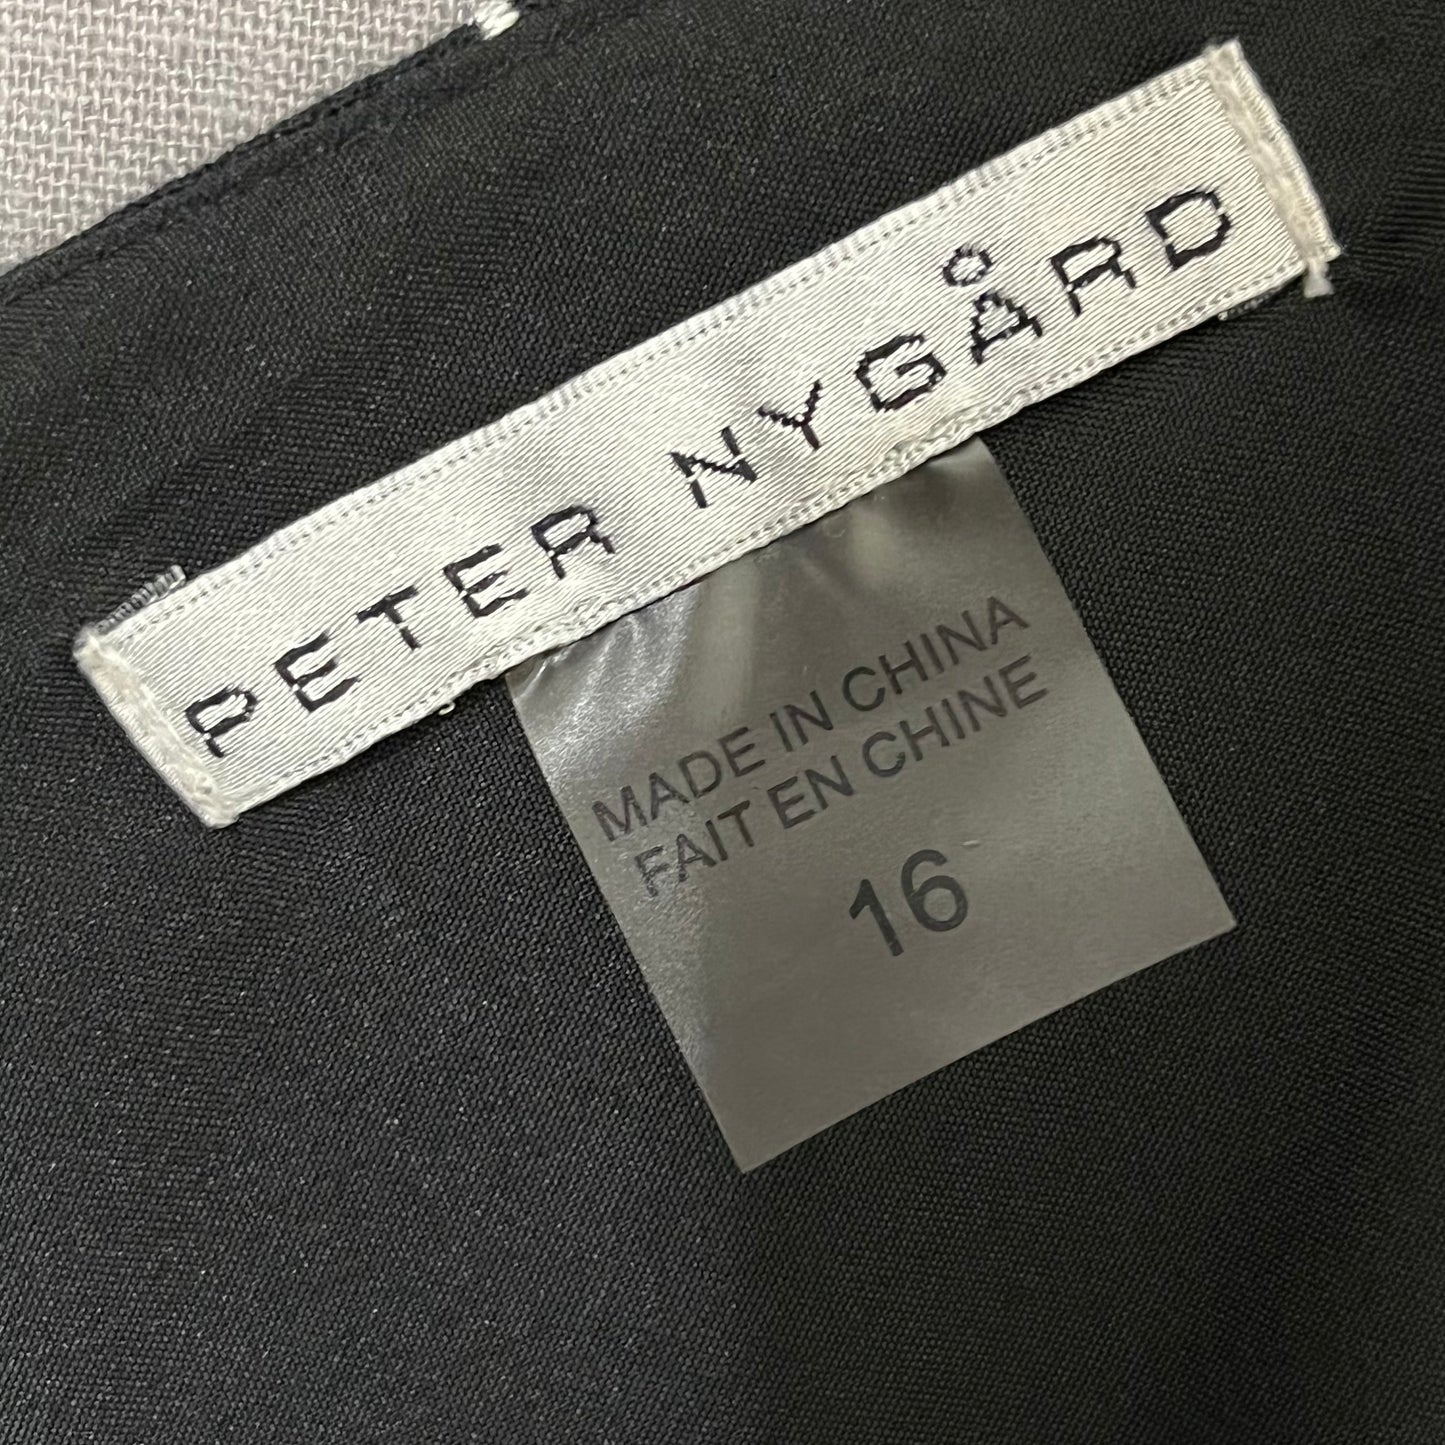 PETER NYGÅRD
MADE IN CHINA
FAIT EN CHINE
16